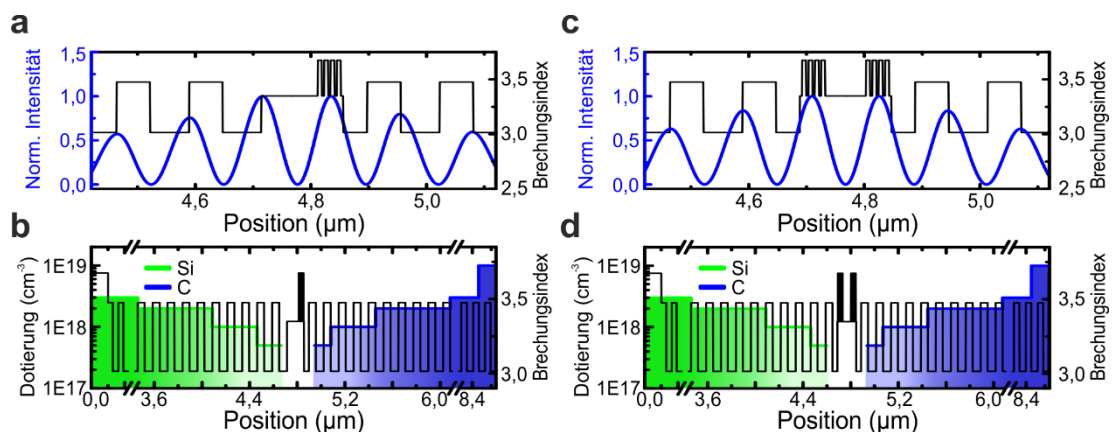 a
1,5
1,0
0,5
0,0
Norm. Intensität
3,5
3,0
2,5
Brechungsindex
4,6 4,8 5,0
Position (µm)
c
1,5
1,0
0,5
0,0
Norm. Intensität
3,5
3,0
2,5
Brechungsindex
4,6 4,8 5,0
Position (µm)
b
1E19
1E18
1E17
Dotierung (cm⁻³)
Si
C
3,5
3,0
Brechungsindex
0,0 3,6 4,4 5,2 6,0 8,4
Position (µm)
d
1E19
1E18
1E17
Dotierung (cm⁻³)
Si
C
3,5
3,0
Brechungsindex
0,0 3,6 4,4 5,2 6,0 8,4
Position (µm)